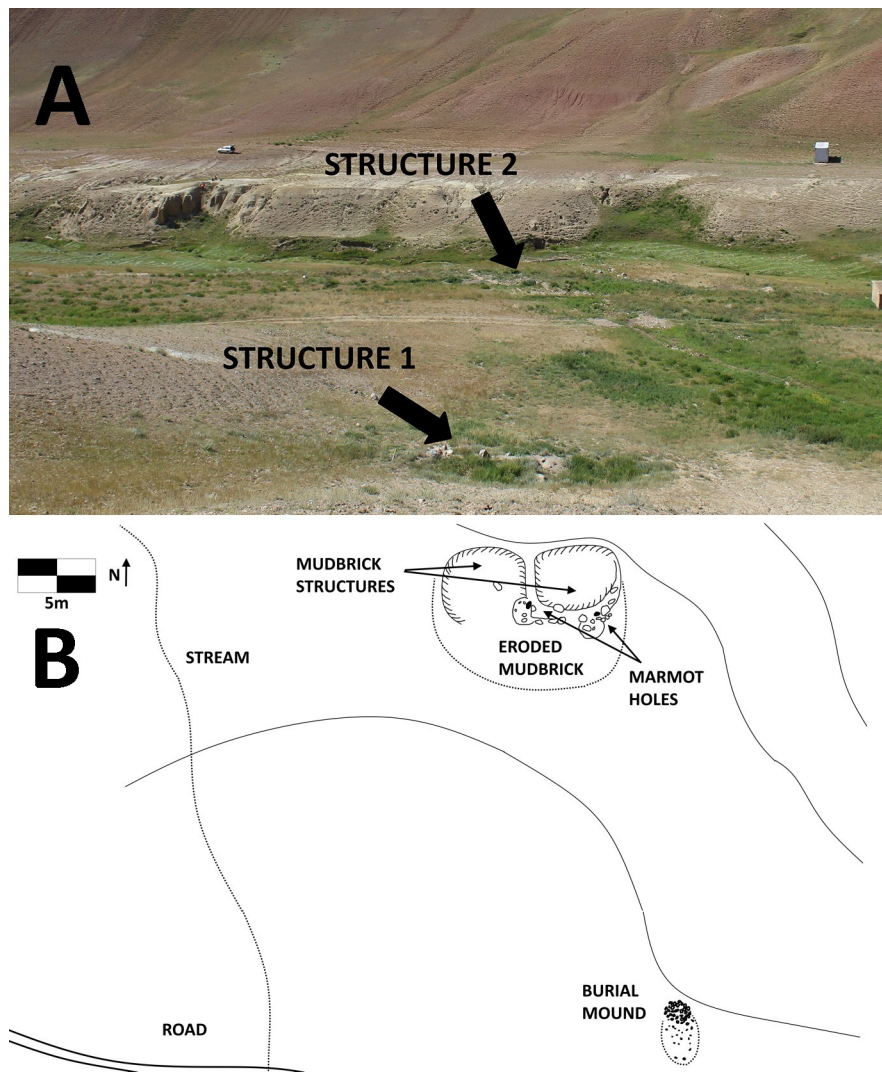 A
STRUCTURE 2
STRUCTURE 1
MUDBRICK
STRUCTURES
N
5m
B
STREAM
ERODED
MUDBRICK
MARMOT
HOLES
BURIAL
MOUND
ROAD